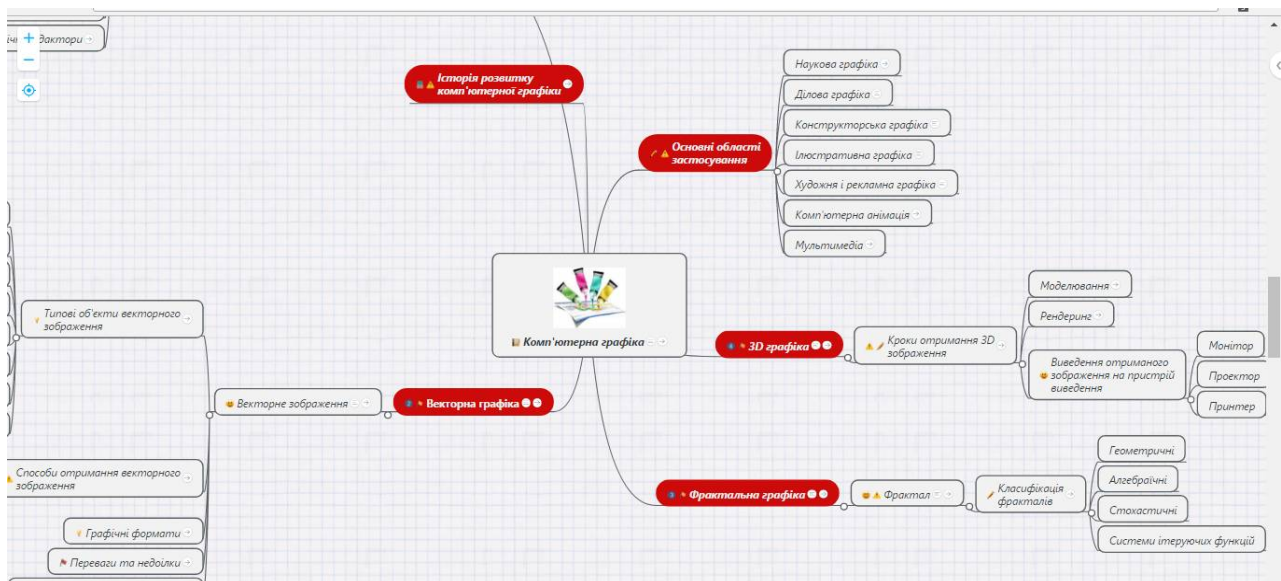 дактори
Історія розвитку
комп'ютерної графіки
Основні області
застосування
Наукова графіка
Ділова графіка
Конструкторська графіка
Ілюстративна графіка
Художня і рекламна графіка
Комп'ютерна анімація
Мультимедіа
Комп'ютерна графіка
3D графіка
Кроки отримання 3D
зображення
Моделювання
Рендеринг
Виведення отриманого
зображення на пристрій
виведення
Монітор
Проектор
Принтер
Типові об'єкти векторного
зображення
Векторне зображення
Векторна графіка
Способи отримання векторного
зображення
Графічні формати
Переваги та недоілки
Фрактальна графіка
Фрактал
Класифікація
фракталів
Геометричні
Алгебраїчні
Стохастичні
Системи ітеруючих функцій